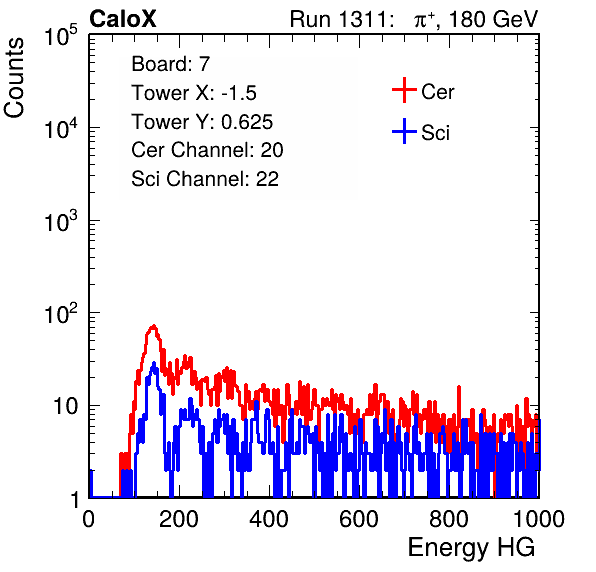 CaloX Run 1311: π⁺, 180 GeV
Board: 7
Tower X: -1.5
Tower Y: 0.625
Cer Channel: 20
Sci Channel: 22
Cer
Sci
Counts
10⁵
10⁴
10³
10²
10
1
0 200 400 600 800 1000
Energy HG